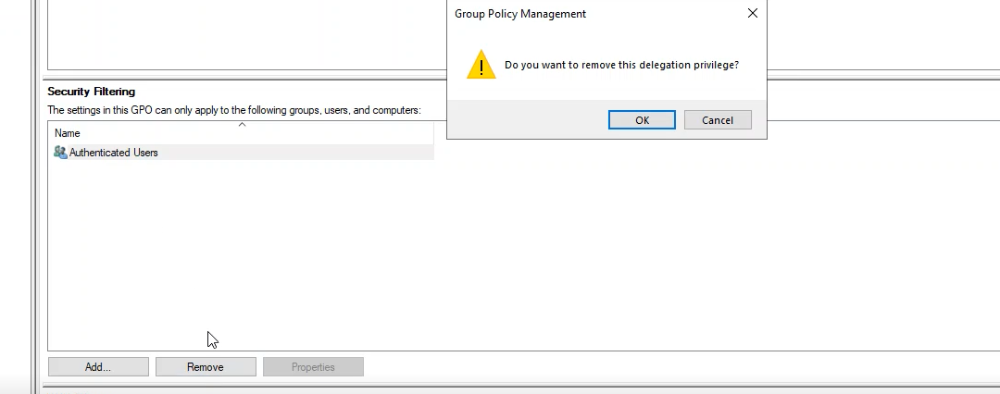 Group Policy Management
Do you want to remove this delegation privilege?
OK
Cancel
Security Filtering
The settings in this GPO can only apply to the following groups, users, and computers:
Name
Authenticated Users
Add...
Remove
Properties